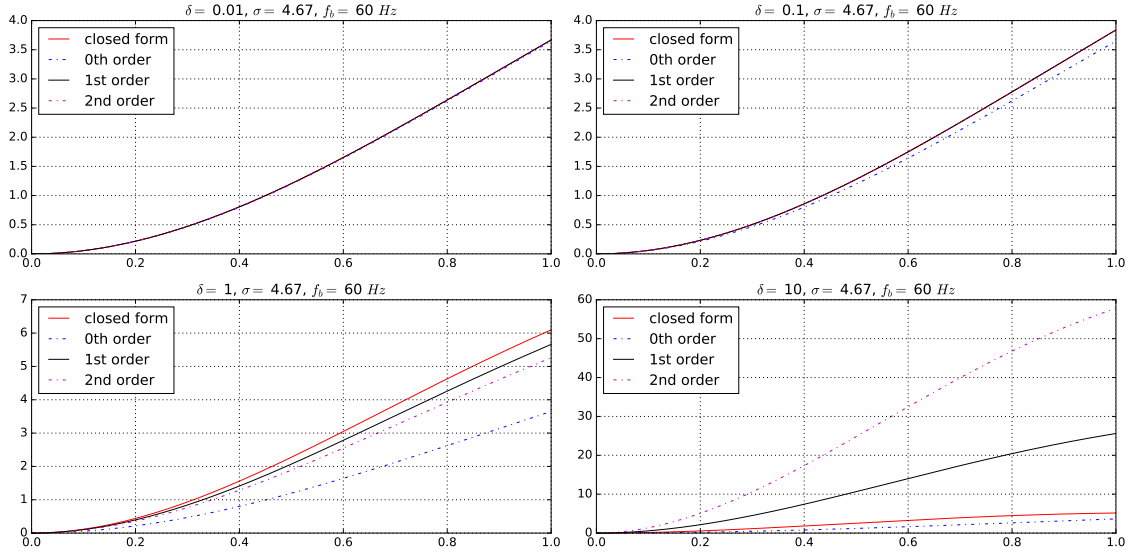 δ = 0.01, σ = 4.67, f_b = 60 Hz
4.0
3.5
3.0
2.5
2.0
1.5
1.0
0.5
0.0
closed form
0th order
1st order
2nd order
0.0 0.2 0.4 0.6 0.8 1.0
δ = 0.1, σ = 4.67, f_b = 60 Hz
4.0
3.5
3.0
2.5
2.0
1.5
1.0
0.5
0.0
closed form
0th order
1st order
2nd order
0.0 0.2 0.4 0.6 0.8 1.0
δ = 1, σ = 4.67, f_b = 60 Hz
7
6
5
4
3
2
1
0
closed form
0th order
1st order
2nd order
0.0 0.2 0.4 0.6 0.8 1.0
δ = 10, σ = 4.67, f_b = 60 Hz
60
50
40
30
20
10
0
closed form
0th order
1st order
2nd order
0.0 0.2 0.4 0.6 0.8 1.0